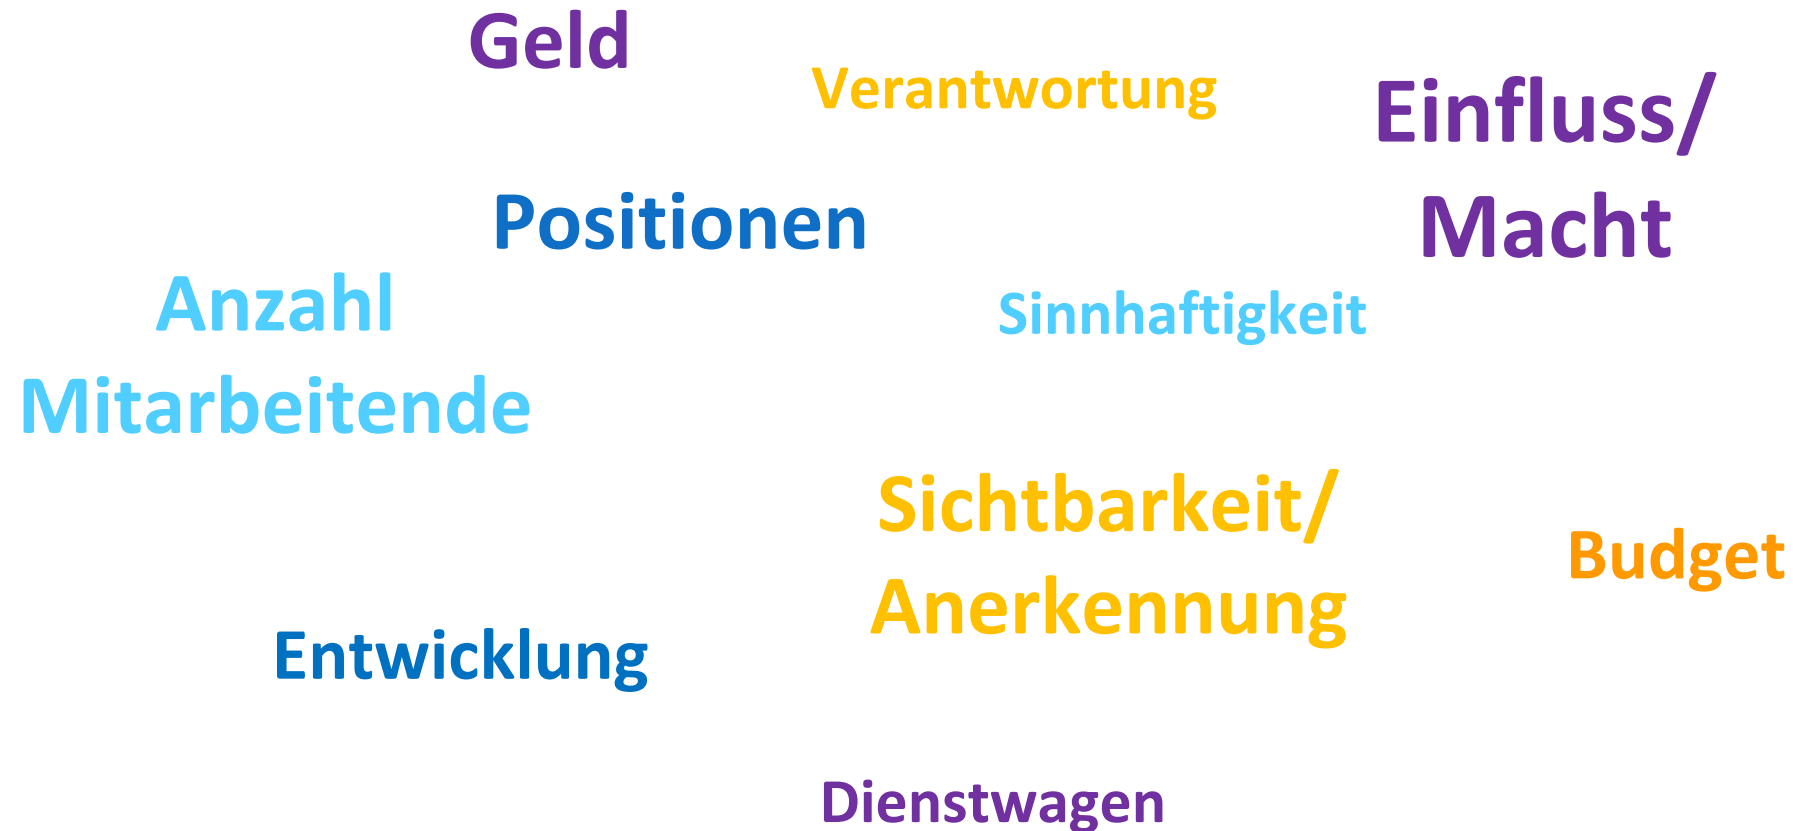 Geld
Verantwortung
Einfluss/
Macht
Positionen
Anzahl
Mitarbeitende
Sinnhaftigkeit
Sichtbarkeit/
Anerkennung
Budget
Entwicklung
Dienstwagen